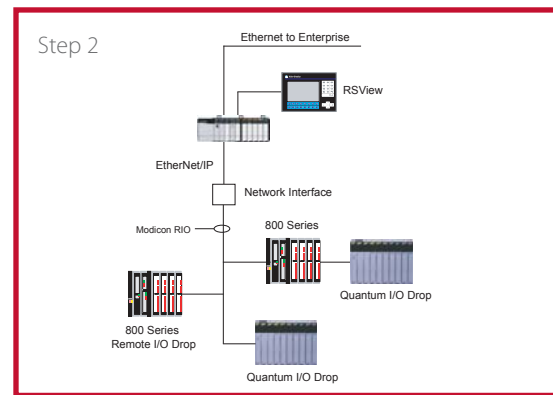 Step 2
Ethernet to Enterprise
RSView
EtherNet/IP
Network Interface
Modicon RIO
800 Series
Quantum I/O Drop
800 Series
Remote I/O Drop
Quantum I/O Drop